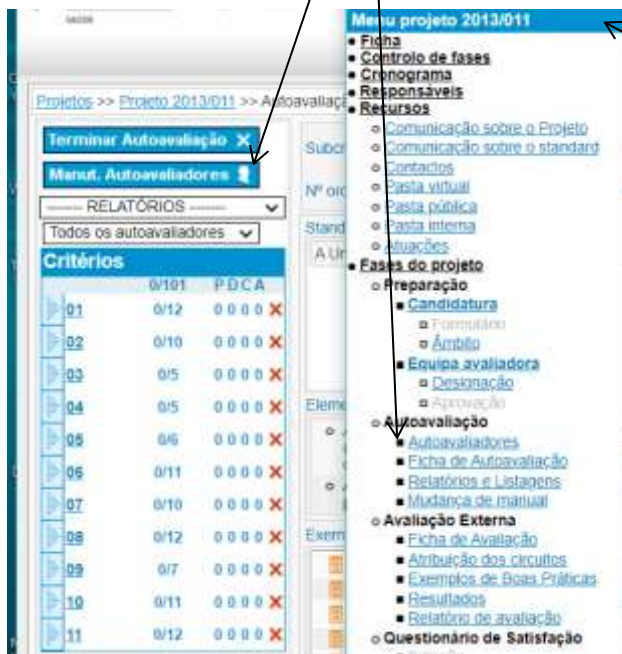 Menu projeto 2013/011
Ficha
Controlo de fases
Cronograma
Responsáveis
Recursos
Comunicação sobre o Projeto
Comunicação sobre o standard
Contactos
Pasta virtual
Pasta pública
Pasta interna
Atuações
Fases do projeto
Preparação
Candidatura
Formulário
Âmbito
Equipa avaliadora
Designação
Aprovação
Autoavaliação
Autoavaliadores
Ficha de Autoavaliação
Relatórios e Listagens
Mudança de manual
Avaliação Externa
Ficha de Avaliação
Atribuição dos circuitos
Exemplos de Boas Práticas
Resultados
Relatório de avaliação
Questionário de Satisfação
Projetos >> Projeto 2013/011 >> Autoavaliaç
Terminar Autoavaliação X
Manut. Autoavaliadores
------ RELATÓRIOS ------
Todos os autoavaliadores
Critérios
0/101 P D C A
01 0/12 0 0 0 0 X
02 0/10 0 0 0 0 X
03 0/5 0 0 0 0 X
04 0/5 0 0 0 0 X
05 0/6 0 0 0 0 X
06 0/11 0 0 0 0 X
07 0/10 0 0 0 0 X
08 0/12 0 0 0 0 X
09 0/7 0 0 0 0 X
10 0/11 0 0 0 0 X
11 0/12 0 0 0 0 X
Subcr
Nº ord
Stand
A Un
Eleme
Exem